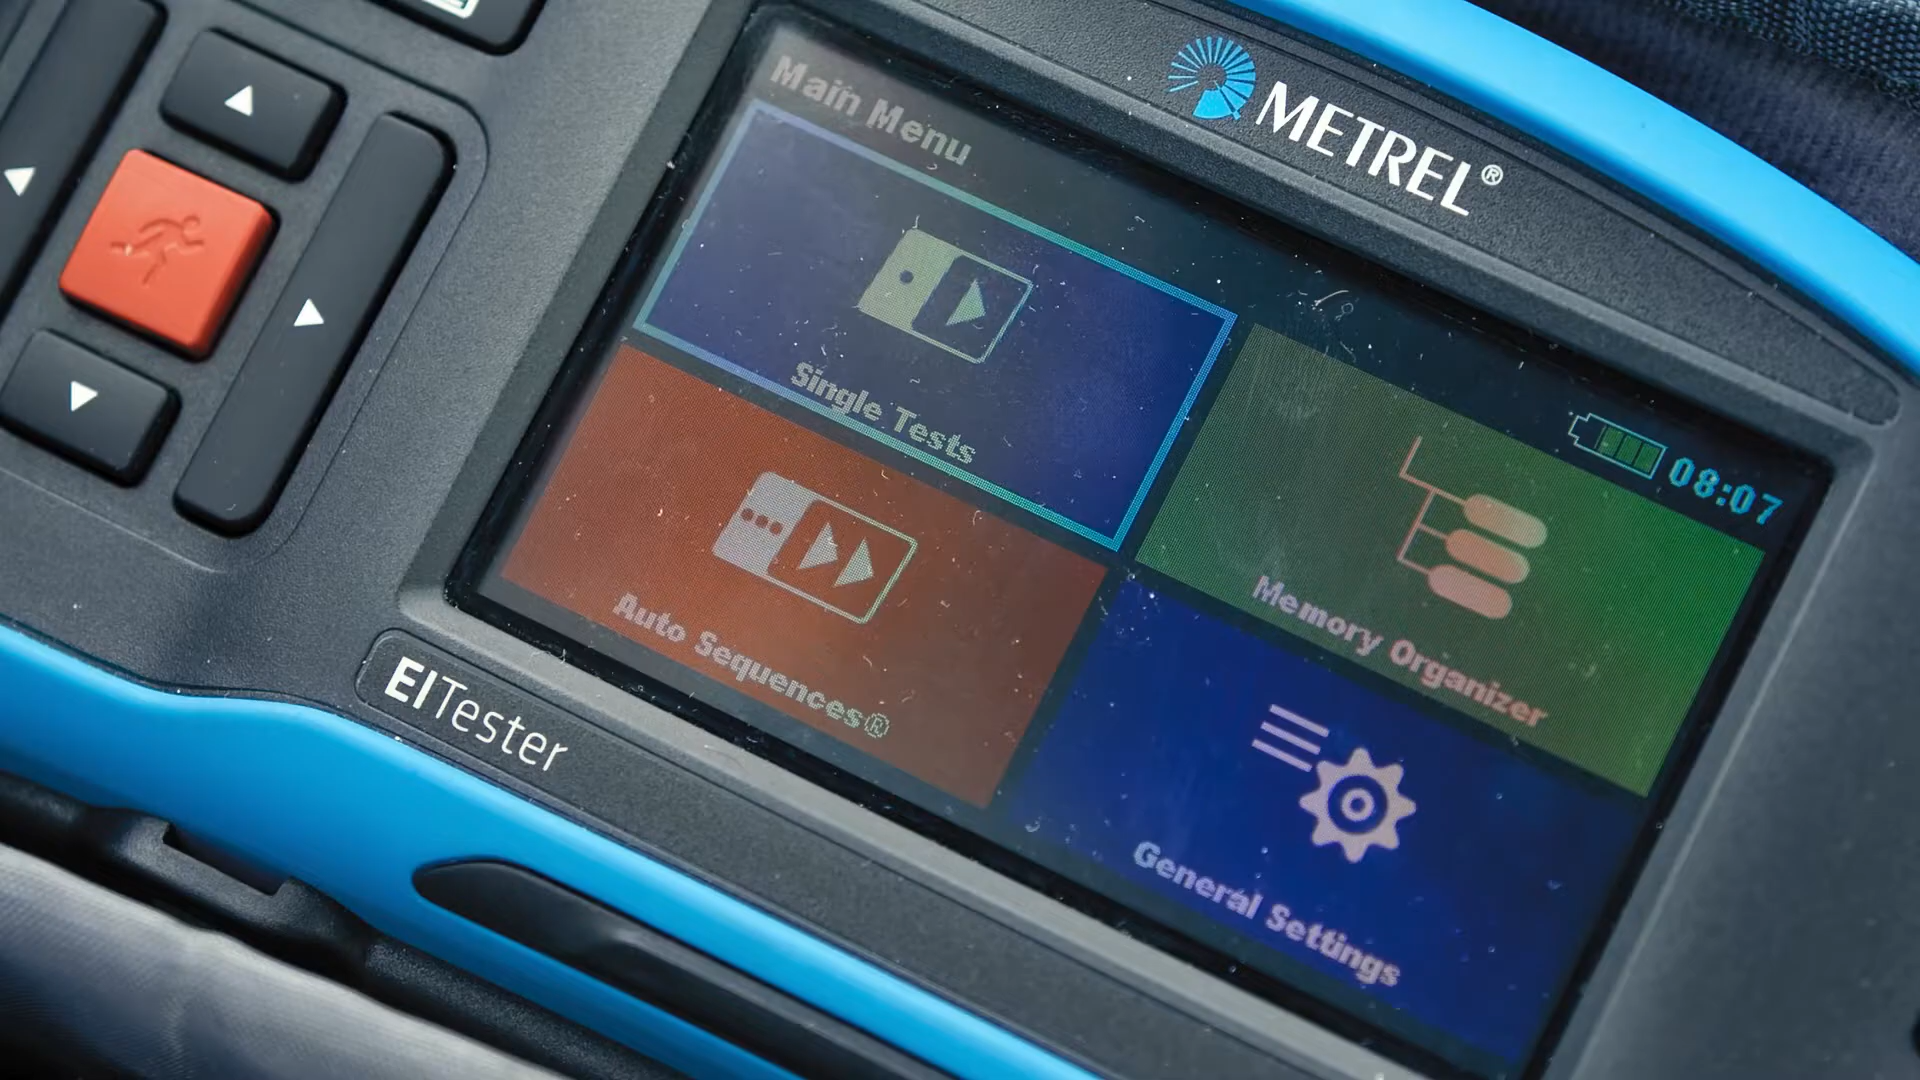 METREL®
Main Menu
08:07
Single Tests
Memory Organizer
Auto Sequences®
General Settings
EITester